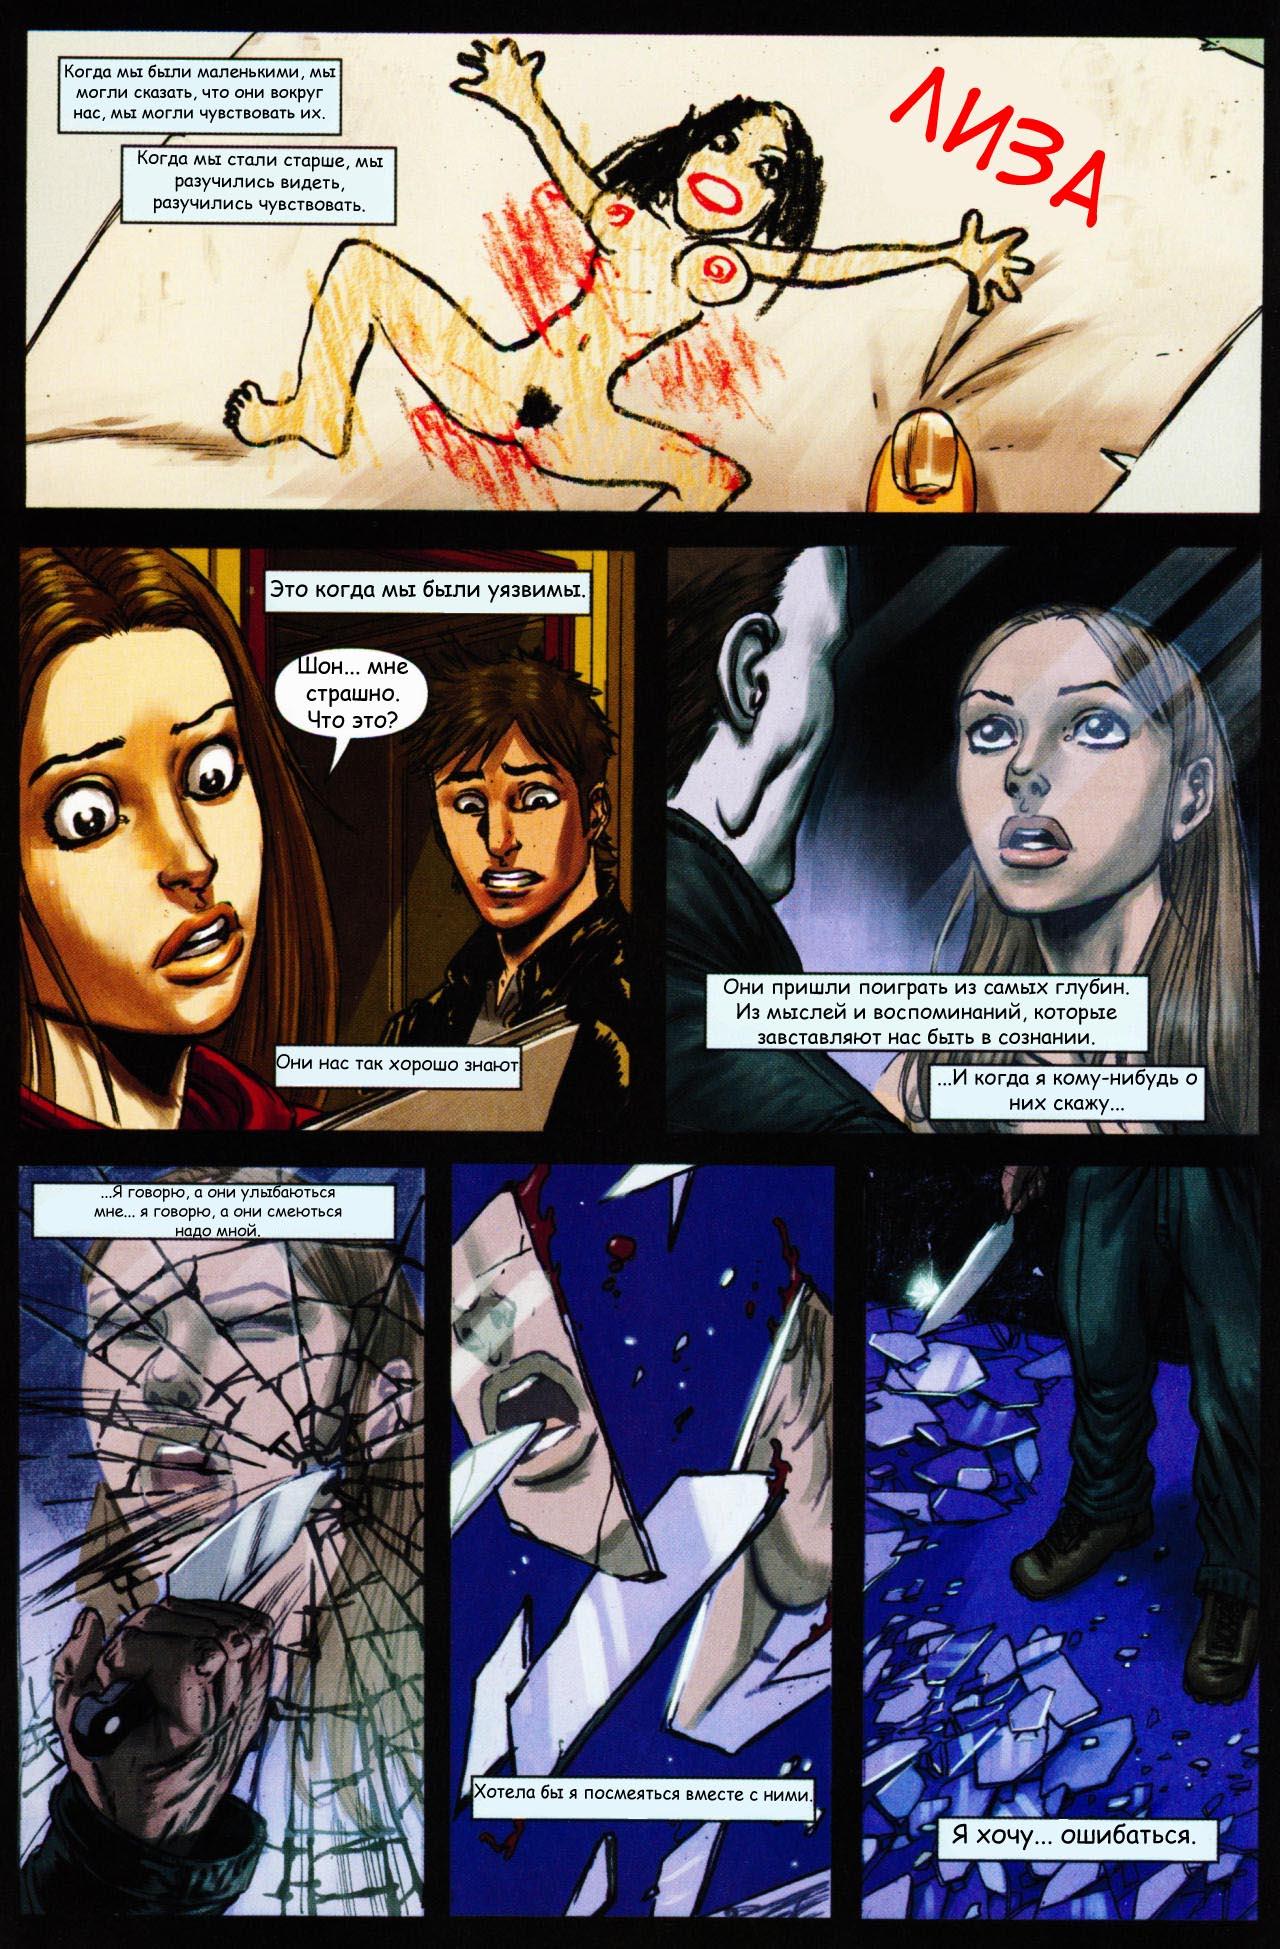 Когда мы были маленькими, мы
могли сказать, что они вокруг
нас, мы могли чувствовать их.
Когда мы стали старше, мы
разучились видеть,
разучились чувствовать.
ЛИЗА
Это когда мы были уязвимы.
Шон... мне
страшно.
Что это?
Они нас так хорошо знают
Они пришли поиграть из самых глубин.
Из мыслей и воспоминаний, которые
завставляют нас быть в сознании.
...И когда я кому-нибудь о
них скажу...
...Я говорю, а они улыбаються
мне... я говорю, а они смеються
надо мной.
Хотела бы я посмеяться вместе с ними.
Я хочу... ошибаться.